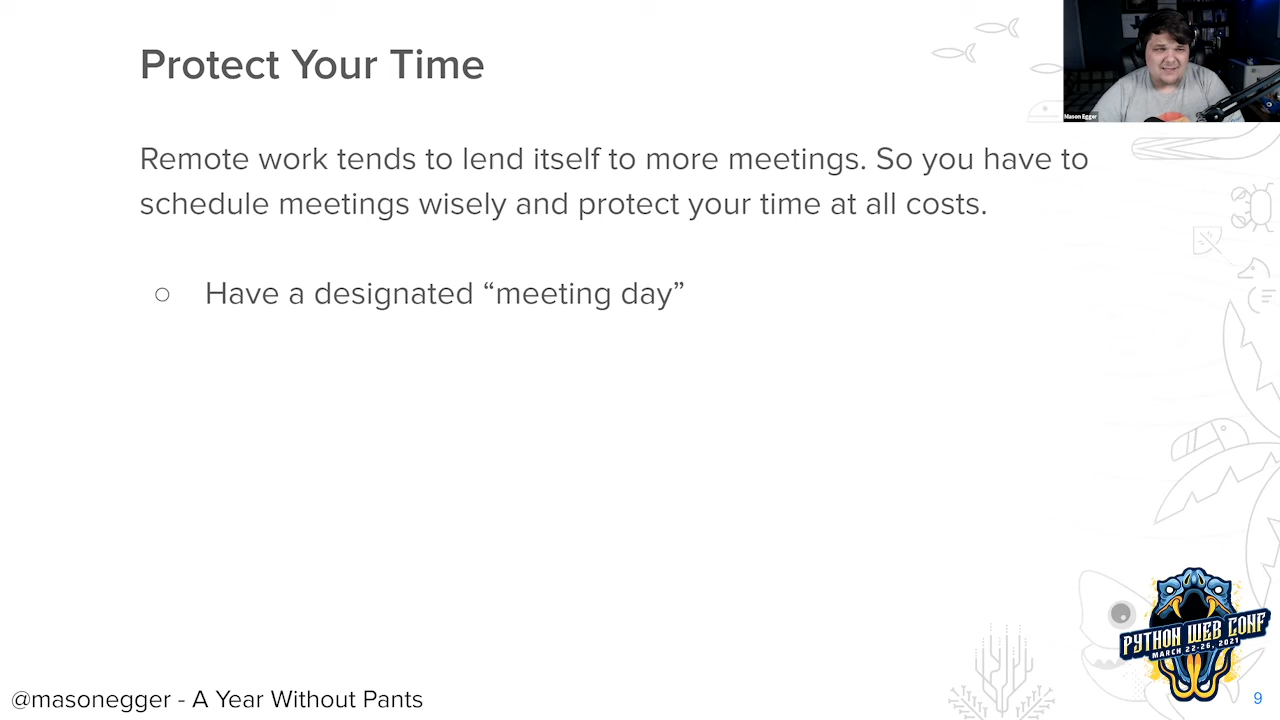 Protect Your Time
Mason Egger
Remote work tends to lend itself to more meetings. So you have to
schedule meetings wisely and protect your time at all costs.
○ Have a designated “meeting day”
PYTHON WEB CONF
MARCH 22-26, 2021
@masonegger - A Year Without Pants
9